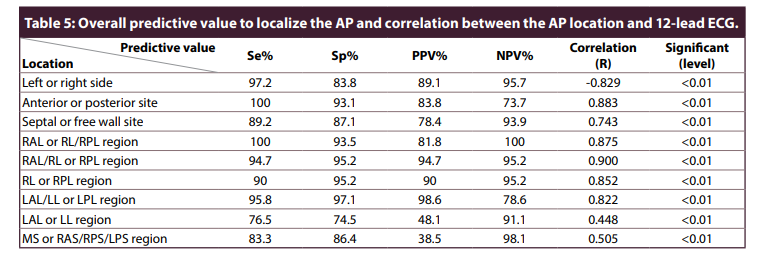 Table 5: Overall predictive value to localize the AP and correlation between the AP location and 12-lead ECG.
Predictive value
Location Se% Sp% PPV% NPV% Correlation (R) Significant (level)
Left or right side 97.2 83.8 89.1 95.7 -0.829 <0.01
Anterior or posterior site 100 93.1 83.8 73.7 0.883 <0.01
Septal or free wall site 89.2 87.1 78.4 93.9 0.743 <0.01
RAL or RL/RPL region 100 93.5 81.8 100 0.875 <0.01
RAL/RL or RPL region 94.7 95.2 94.7 95.2 0.900 <0.01
RL or RPL region 90 95.2 90 95.2 0.852 <0.01
LAL/LL or LPL region 95.8 97.1 98.6 78.6 0.822 <0.01
LAL or LL region 76.5 74.5 48.1 91.1 0.448 <0.01
MS or RAS/RPS/LPS region 83.3 86.4 38.5 98.1 0.505 <0.01